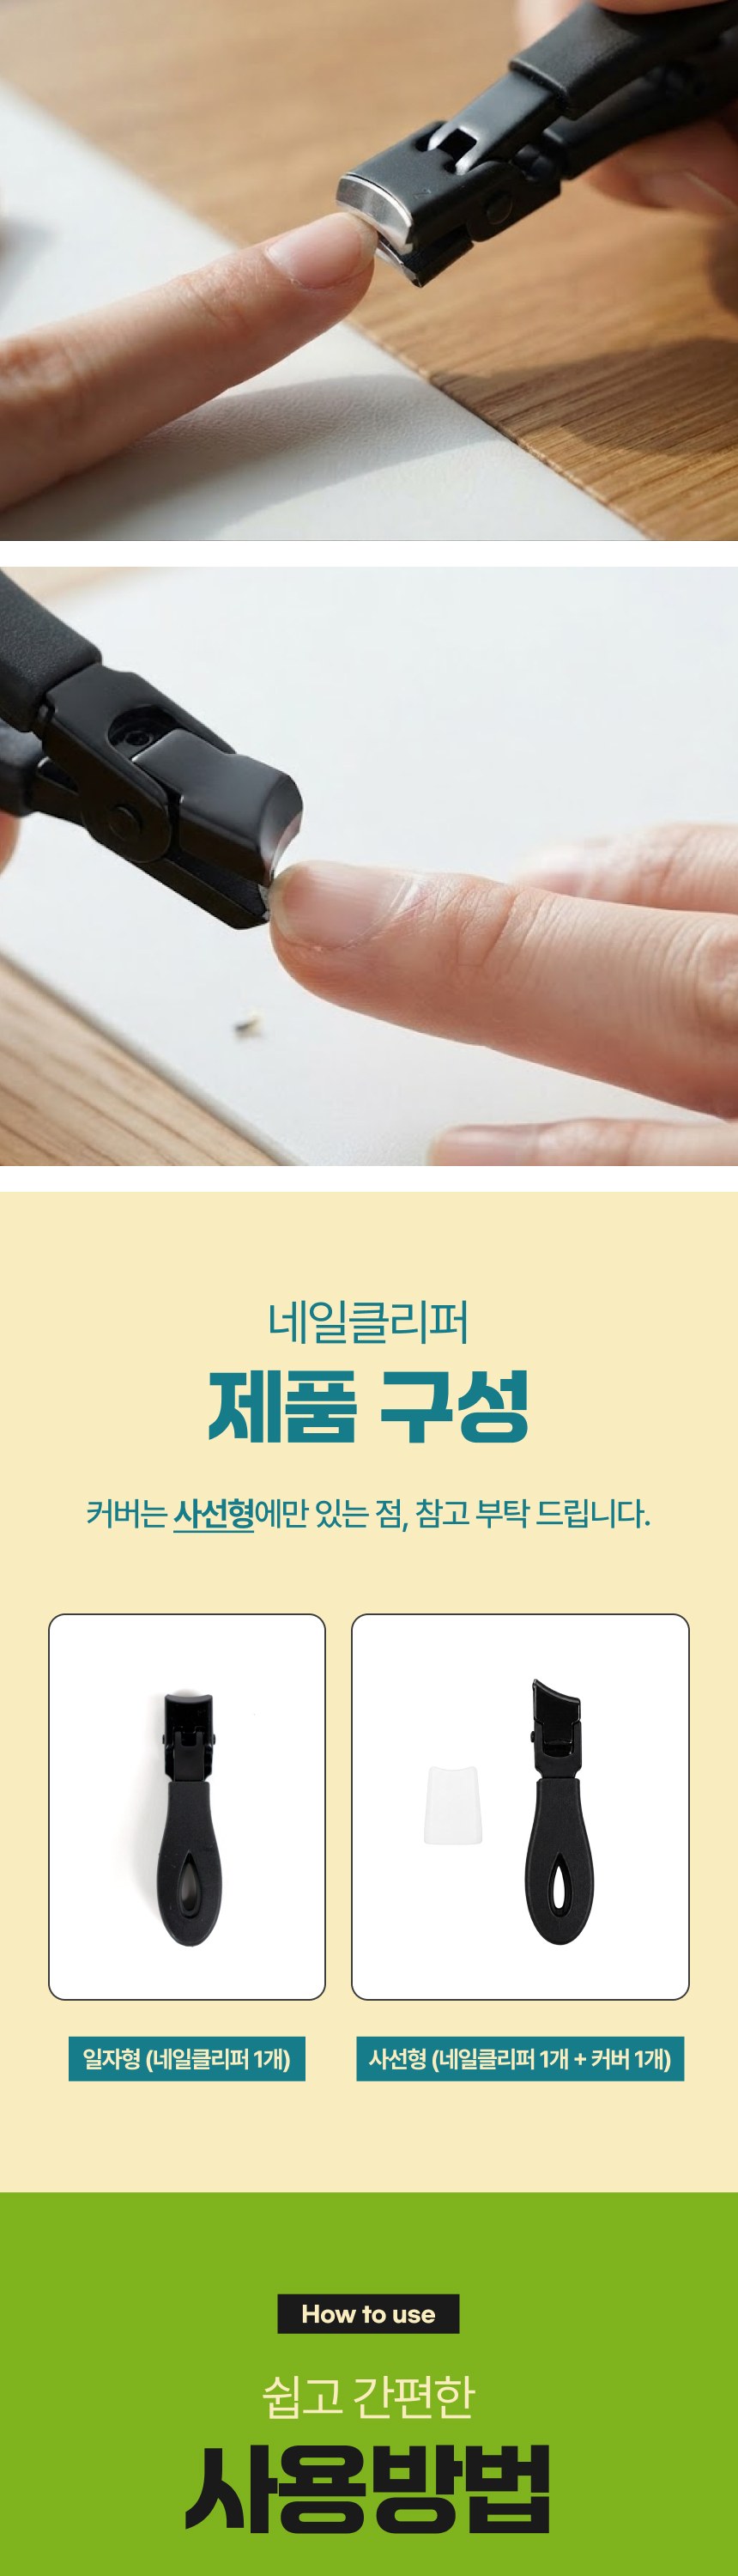 네일클리퍼
제품 구성
커버는 사선형에만 있는 점, 참고 부탁 드립니다.
일자형 (네일클리퍼 1개)
사선형 (네일클리퍼 1개 + 커버 1개)
How to use
쉽고 간편한
사용방법